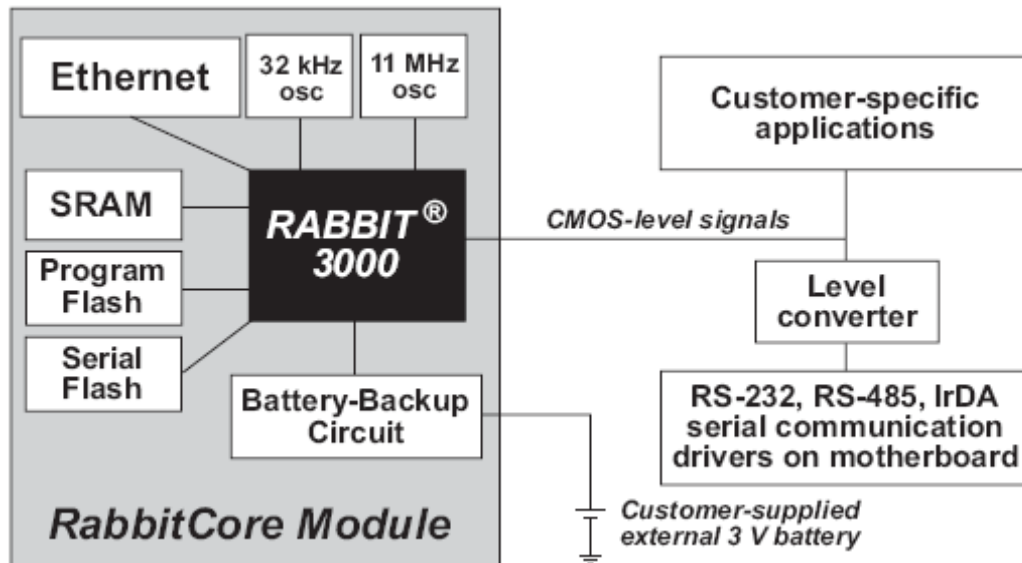 Ethernet
32 kHz
osc
11 MHz
osc
SRAM
Program
Flash
Serial
Flash
RABBIT®
3000
Battery-Backup
Circuit
RabbitCore Module
CMOS-level signals
Customer-specific
applications
Level
converter
RS-232, RS-485, IrDA
serial communication
drivers on motherboard
Customer-supplied
external 3 V battery